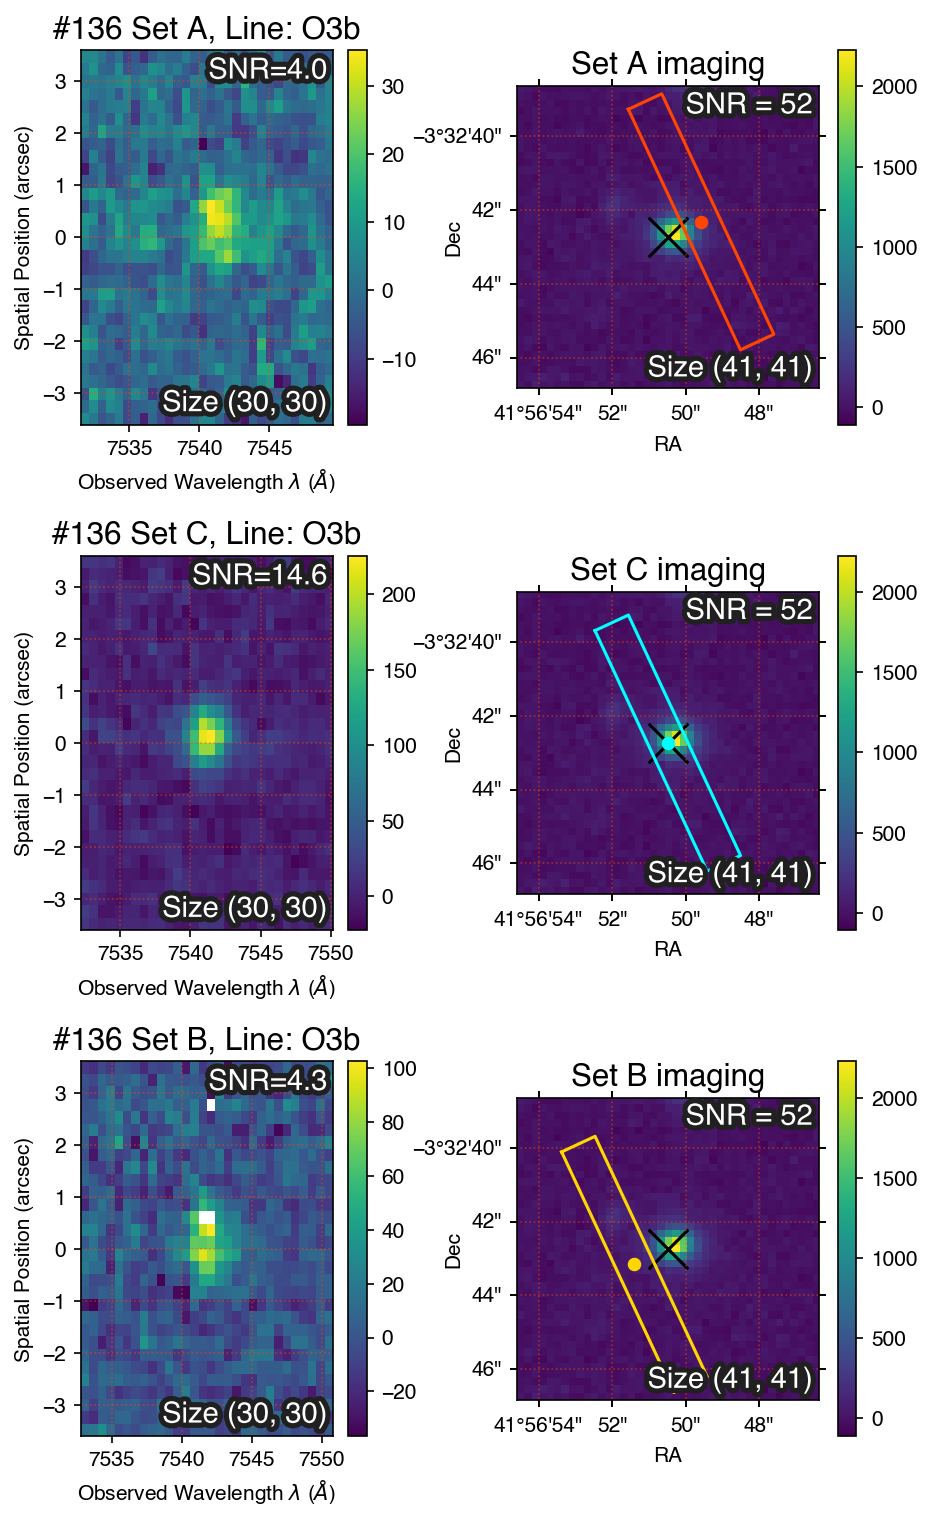 #136 Set A, Line: O3b
SNR=4.0
Size (30, 30)
3
2
1
0
−1
−2
−3
Spatial Position (arcsec)
7535 7540 7545
Observed Wavelength λ (Å)
30
20
10
0
−10
Set A imaging
SNR = 52
Size (41, 41)
−3°32'40"
42"
44"
46"
Dec
41°56'54" 52" 50" 48"
RA
2000
1500
1000
500
0
#136 Set C, Line: O3b
SNR=14.6
Size (30, 30)
3
2
1
0
−1
−2
−3
Spatial Position (arcsec)
7535 7540 7545 7550
Observed Wavelength λ (Å)
200
150
100
50
0
Set C imaging
SNR = 52
Size (41, 41)
−3°32'40"
42"
44"
46"
Dec
41°56'54" 52" 50" 48"
RA
2000
1500
1000
500
0
#136 Set B, Line: O3b
SNR=4.3
Size (30, 30)
3
2
1
0
−1
−2
−3
Spatial Position (arcsec)
7535 7540 7545 7550
Observed Wavelength λ (Å)
100
80
60
40
20
0
−20
Set B imaging
SNR = 52
Size (41, 41)
−3°32'40"
42"
44"
46"
Dec
41°56'54" 52" 50" 48"
RA
2000
1500
1000
500
0